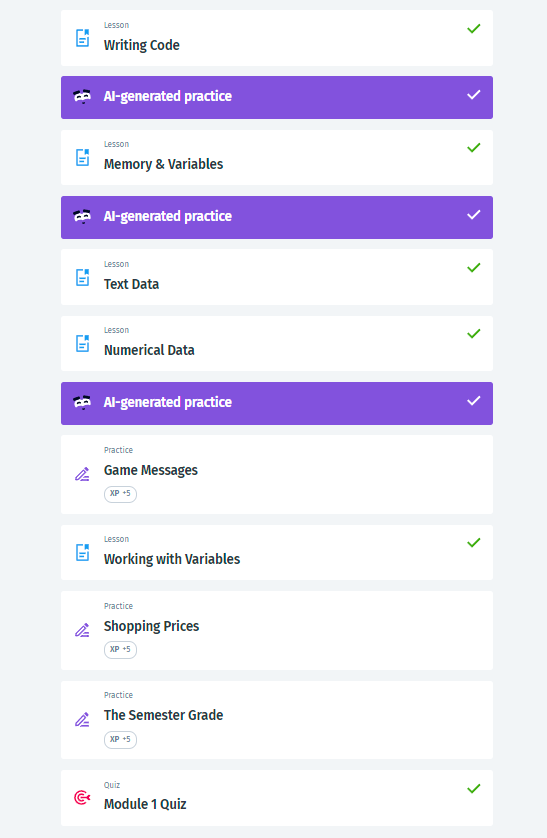 Lesson
Writing Code
AI-generated practice
Lesson
Memory & Variables
AI-generated practice
Lesson
Text Data
Lesson
Numerical Data
AI-generated practice
Practice
Game Messages
XP +5
Lesson
Working with Variables
Practice
Shopping Prices
XP +5
Practice
The Semester Grade
XP +5
Quiz
Module 1 Quiz